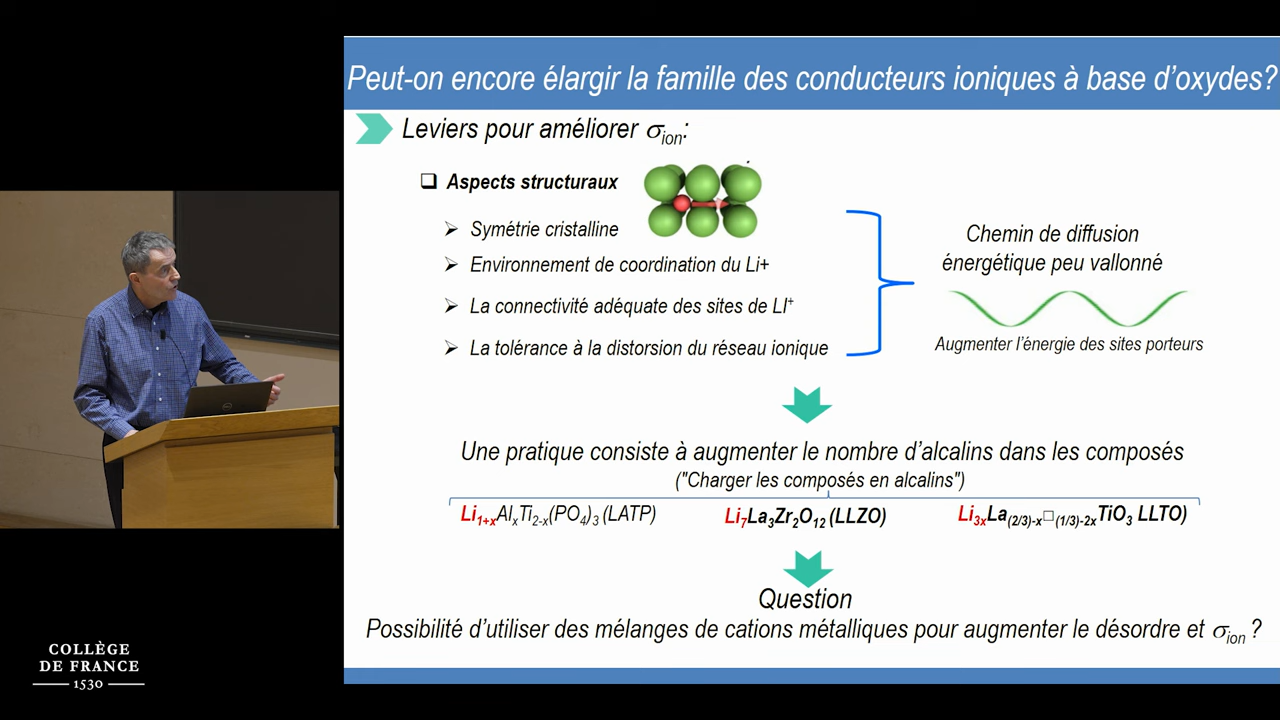 Peut-on encore élargir la famille des conducteurs ioniques à base d'oxydes?
Leviers pour améliorer σion:
Aspects structuraux
Symétrie cristalline
Environnement de coordination du Li+
La connectivité adéquate des sites de LI+
La tolérance à la distorsion du réseau ionique
Chemin de diffusion
énergétique peu vallonné
Augmenter l'énergie des sites porteurs
Une pratique consiste à augmenter le nombre d'alcalins dans les composés
("Charger les composés en alcalins")
Li1+xAlxTi2-x(PO4)3 (LATP)
Li7La3Zr2O12 (LLZO)
Li3xLa(2/3)-x□(1/3)-2xTiO3 LLTO)
Question
Possibilité d'utiliser des mélanges de cations métalliques pour augmenter le désordre et σion ?
COLLÈGE
DE FRANCE
1530